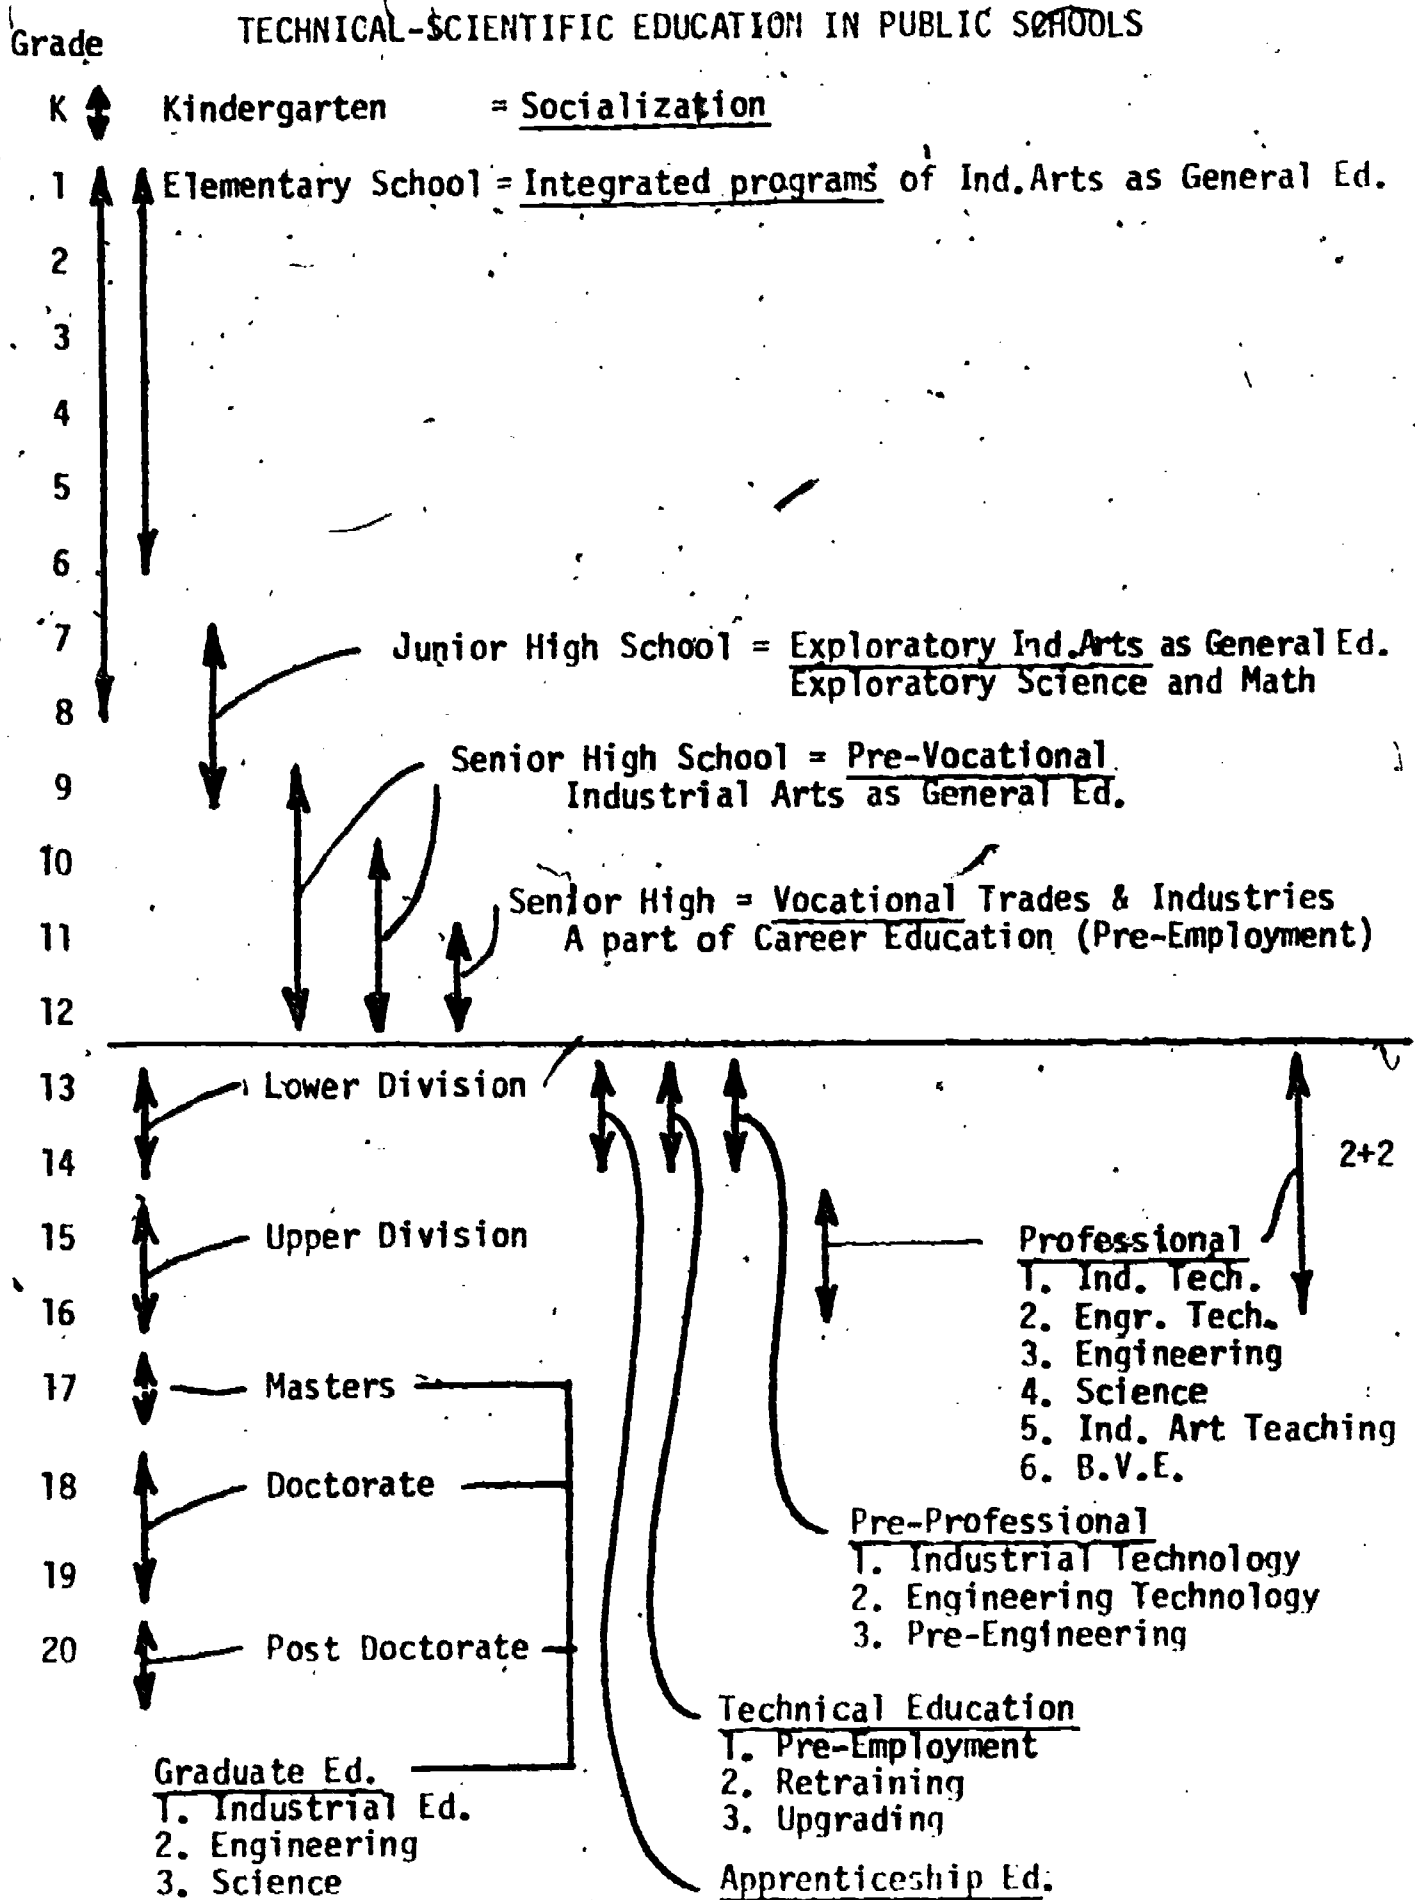 TECHNICAL-SCIENTIFIC EDUCATION IN PUBLIC SCHOOLS
Grade
K Kindergarten = Socialization
1 Elementary School = Integrated programs of Ind.Arts as General Ed.
2
3
4
5
6
7 Junior High School = Exploratory Ind.Arts as General Ed.
Exploratory Science and Math
8
Senior High School = Pre-Vocational
9 Industrial Arts as General Ed.
10
Senior High = Vocational Trades & Industries
11 A part of Career Education (Pre-Employment)
12
13 Lower Division
14 2+2
15 Upper Division Professional
1. Ind. Tech.
16 2. Engr. Tech.
3. Engineering
17 Masters 4. Science
5. Ind. Art Teaching
6. B.V.E.
18 Doctorate
Pre-Professional
1. Industrial Technology
19 2. Engineering Technology
3. Pre-Engineering
20 Post Doctorate
Technical Education
1. Pre-Employment
2. Retraining
3. Upgrading
Graduate Ed.
1. Industrial Ed.
2. Engineering
3. Science
Apprenticeship Ed.